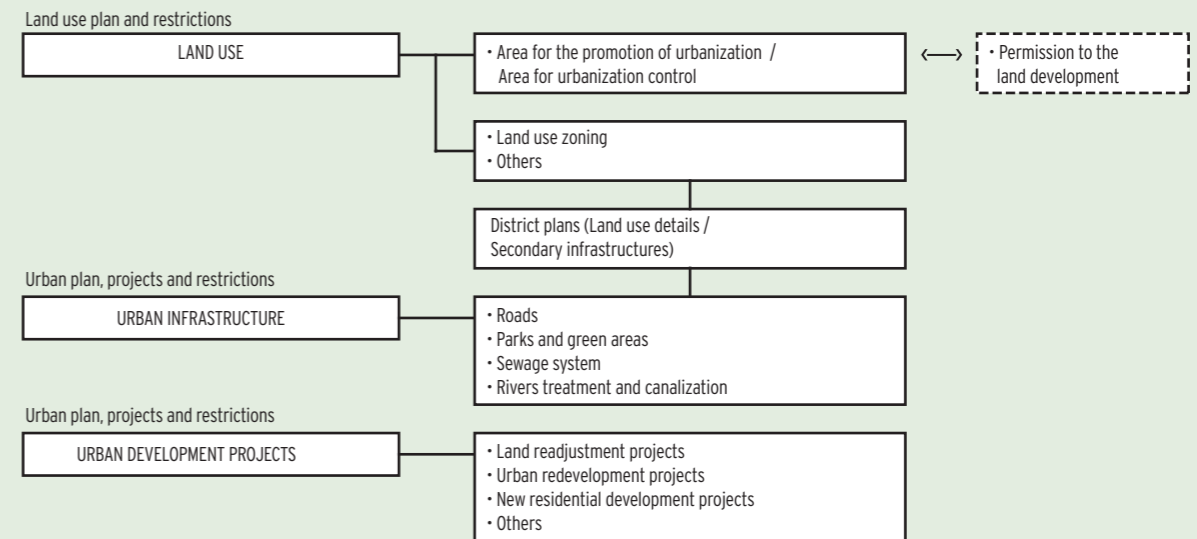 Land use plan and restrictions
LAND USE
• Area for the promotion of urbanization /
Area for urbanization control
• Permission to the
land development
• Land use zoning
• Others
District plans (Land use details /
Secondary infrastructures)
Urban plan, projects and restrictions
URBAN INFRASTRUCTURE
• Roads
• Parks and green areas
• Sewage system
• Rivers treatment and canalization
Urban plan, projects and restrictions
URBAN DEVELOPMENT PROJECTS
• Land readjustment projects
• Urban redevelopment projects
• New residential development projects
• Others